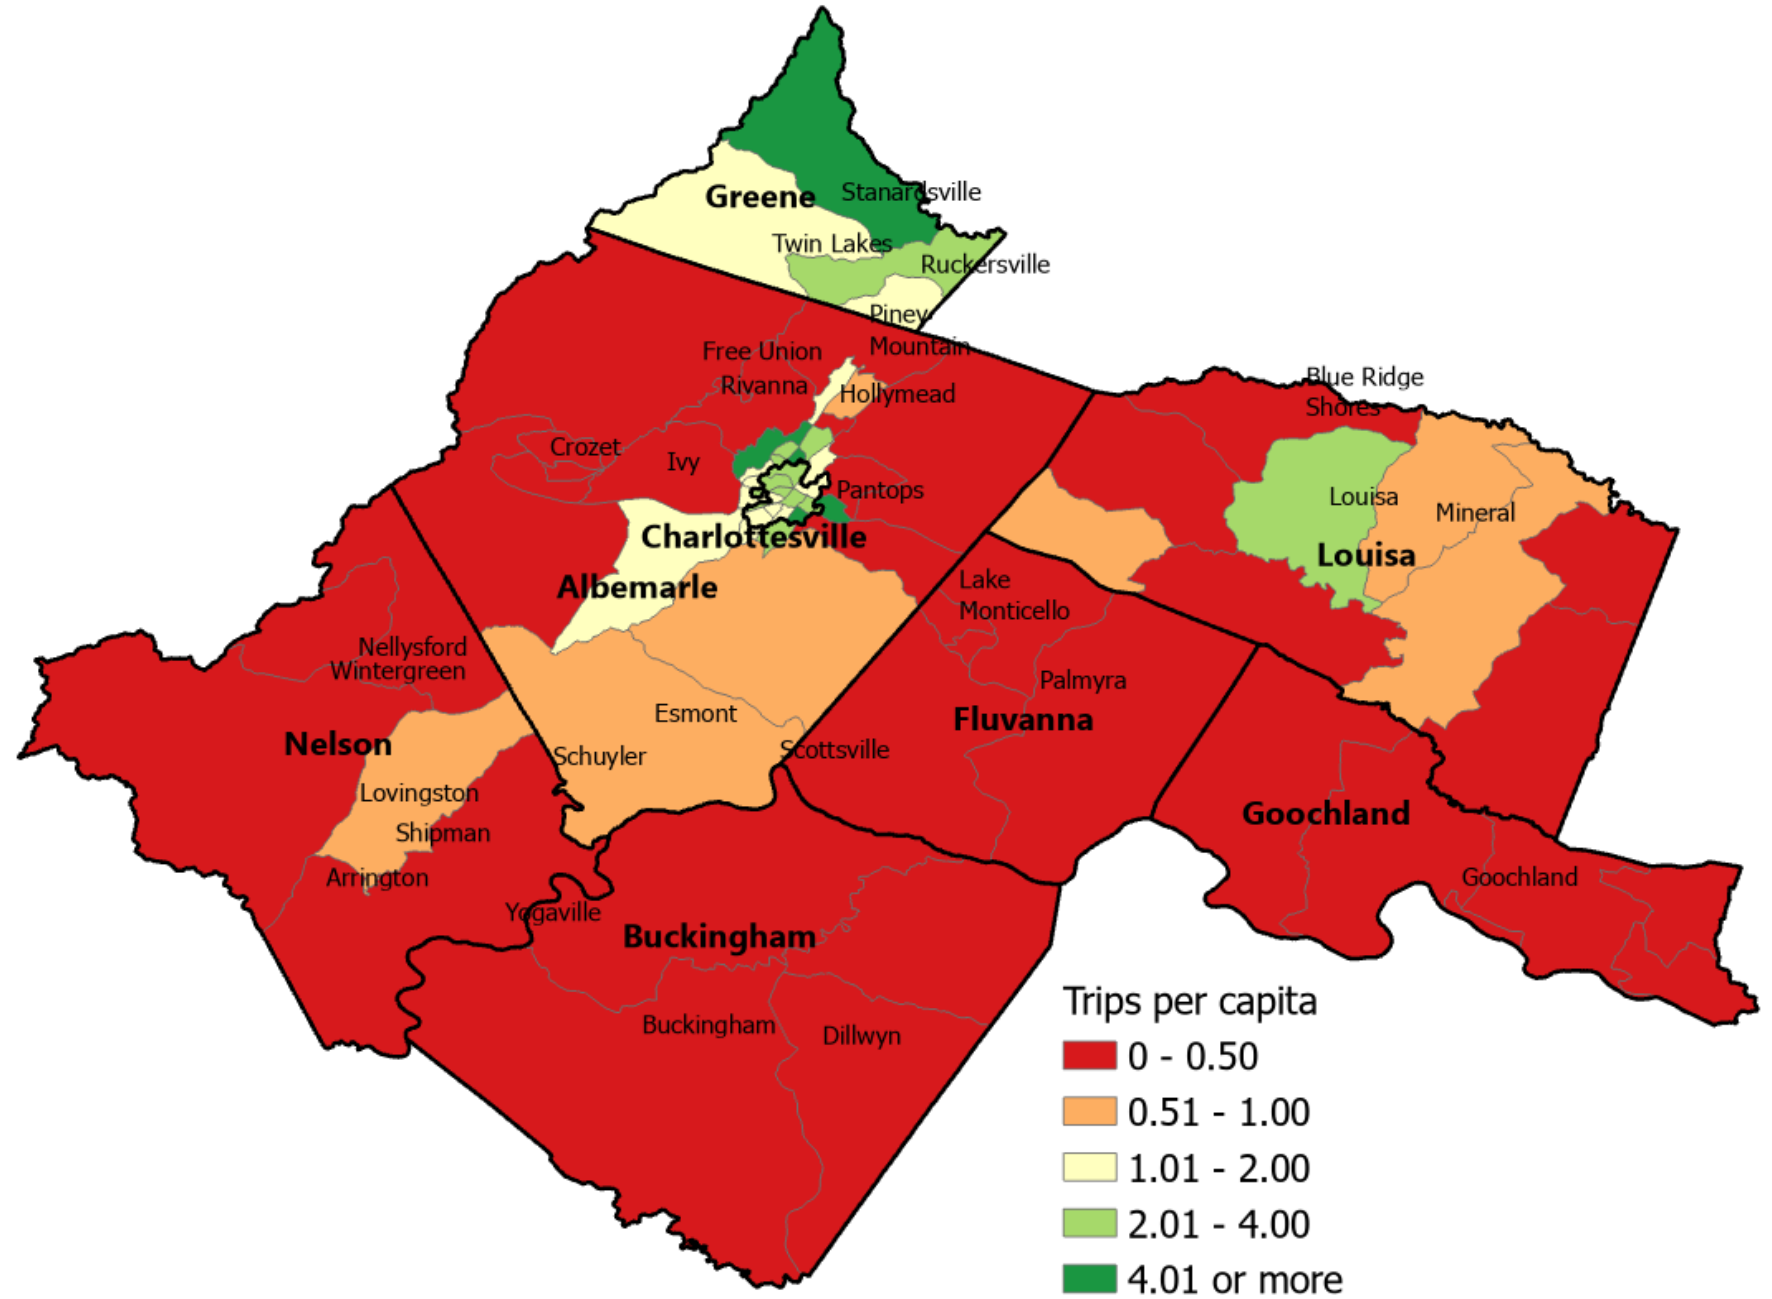 Greene
Stanardsville
Twin Lakes
Ruckersville
Piney
Mountain
Free Union
Rivanna
Hollymead
Blue Ridge
Shores
Crozet
Ivy
Pantops
Louisa
Mineral
Charlottesville
Louisa
Albemarle
Lake
Monticello
Nellysford
Wintergreen
Palmyra
Esmont
Fluvanna
Nelson
Schuyler
Scottsville
Lovingston
Goochland
Shipman
Arrington
Goochland
Yogaville
Buckingham
Buckingham
Dillwyn
Trips per capita
0 - 0.50
0.51 - 1.00
1.01 - 2.00
2.01 - 4.00
4.01 or more